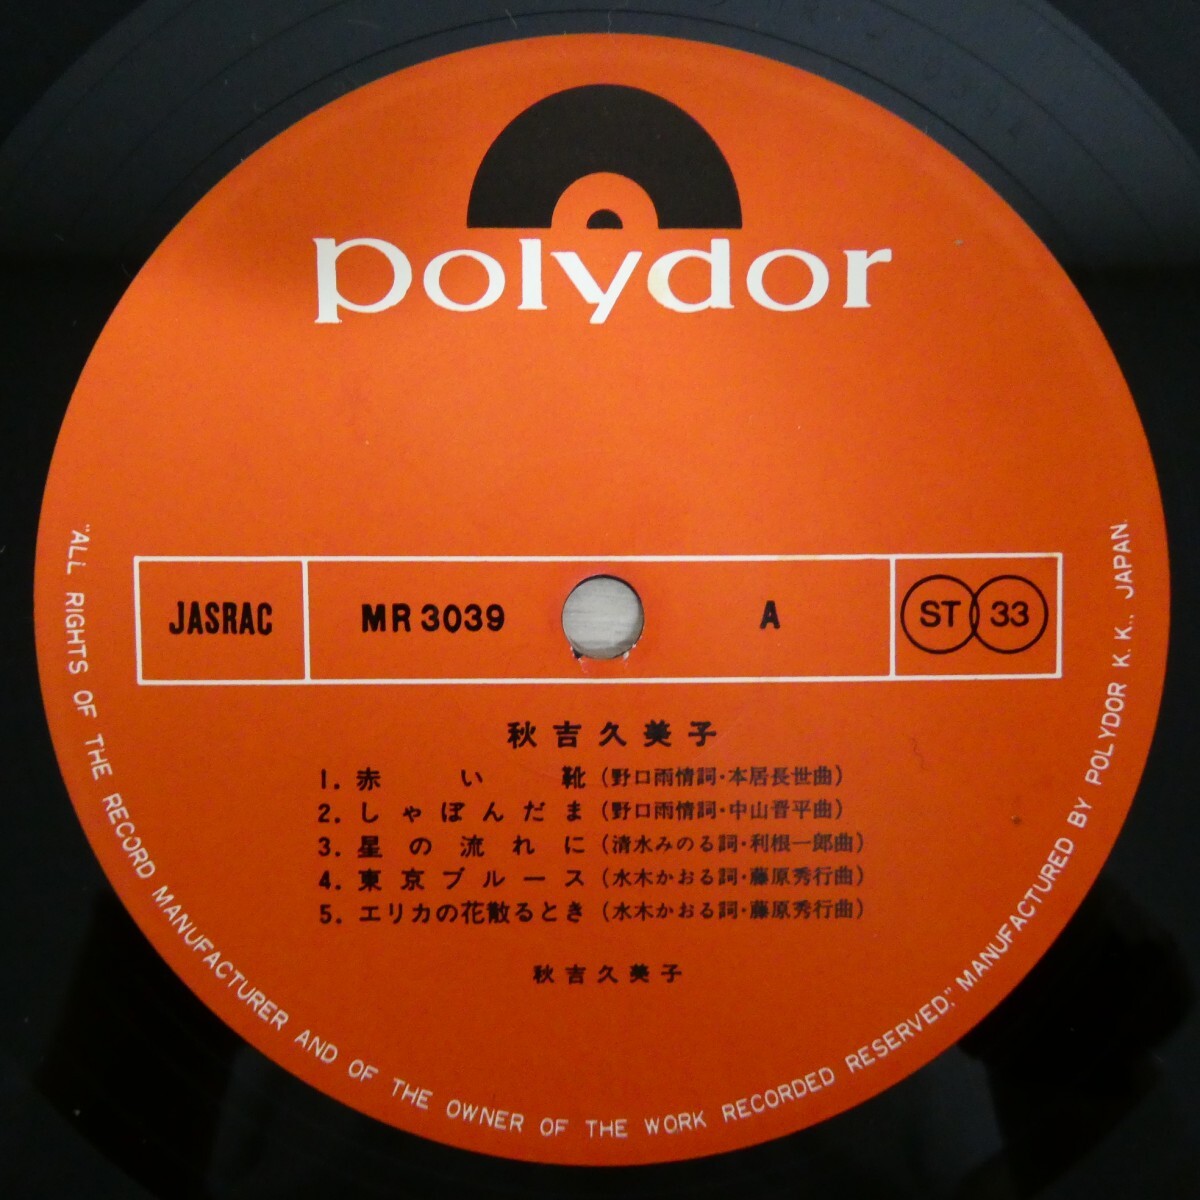 polydor
JASRAC MR 3039 A ST 33
秋吉久美子
1. 赤い靴 (野口雨情詞・本居長世曲)
2. しゃぼんだま (野口雨情詞・中山晋平曲)
3. 星の流れに (清水みのる詞・利根一郎曲)
4. 東京ブルース (水木かおる詞・藤原秀行曲)
5. エリカの花散るとき (水木かおる詞・藤原秀行曲)
秋吉久美子
"ALL RIGHTS OF THE RECORD MANUFACTURER AND OF THE OWNER OF THE WORK RECORDED RESERVED," MANUFACTURED BY POLYDOR K. K., JAPAN.